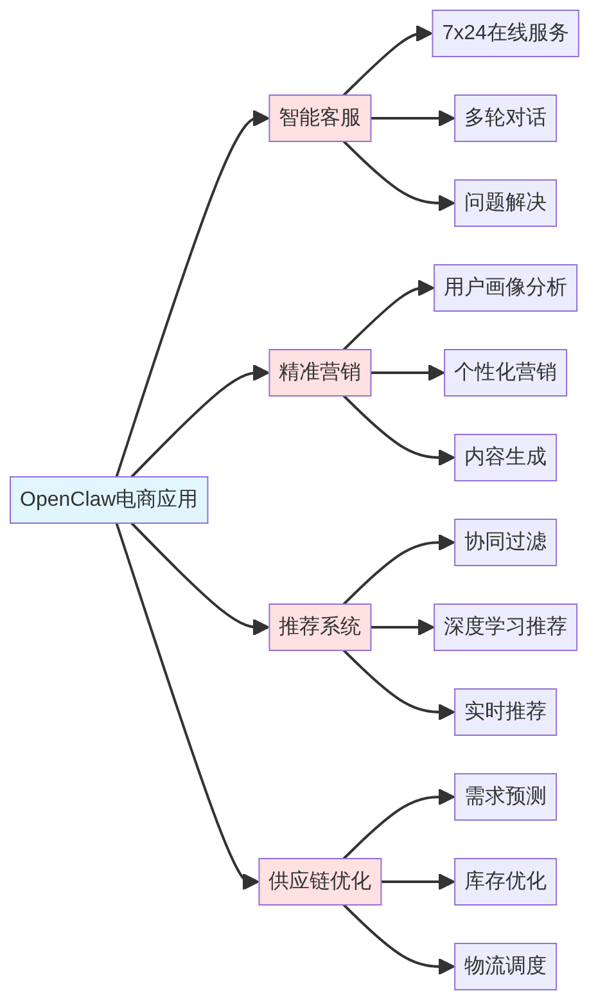 OpenClaw电商应用
智能客服
7x24在线服务
多轮对话
问题解决
精准营销
用户画像分析
个性化营销
内容生成
推荐系统
协同过滤
深度学习推荐
实时推荐
供应链优化
需求预测
库存优化
物流调度